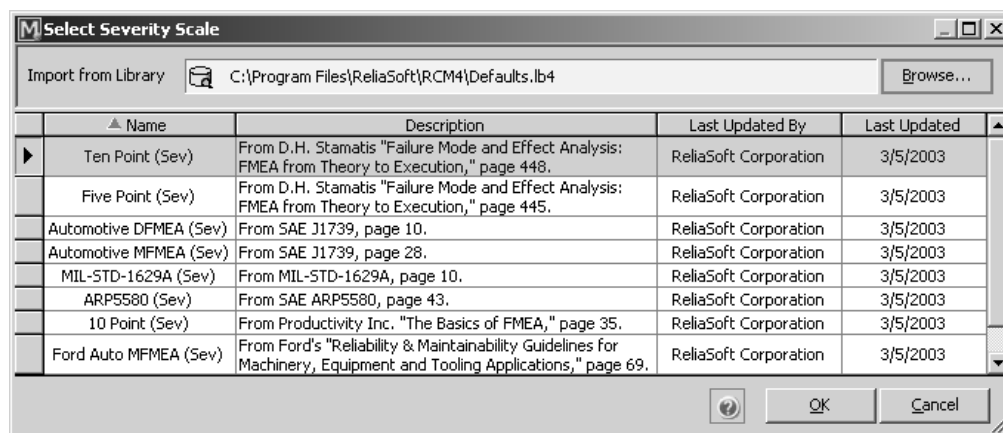 M Select Severity Scale
Import from Library C:\Program Files\ReliaSoft\RCM4\Defaults.lb4 Browse...
Name Description Last Updated By Last Updated
Ten Point (Sev) From D.H. Stamatis "Failure Mode and Effect Analysis: FMEA from Theory to Execution," page 448. ReliaSoft Corporation 3/5/2003
Five Point (Sev) From D.H. Stamatis "Failure Mode and Effect Analysis: FMEA from Theory to Execution," page 445. ReliaSoft Corporation 3/5/2003
Automotive DFMEA (Sev) From SAE J1739, page 10. ReliaSoft Corporation 3/5/2003
Automotive MFMEA (Sev) From SAE J1739, page 28. ReliaSoft Corporation 3/5/2003
MIL-STD-1629A (Sev) From MIL-STD-1629A, page 10. ReliaSoft Corporation 3/5/2003
ARP5580 (Sev) From SAE ARP5580, page 43. ReliaSoft Corporation 3/5/2003
10 Point (Sev) From Productivity Inc. "The Basics of FMEA," page 35. ReliaSoft Corporation 3/5/2003
Ford Auto MFMEA (Sev) From Ford's "Reliability & Maintainability Guidelines for Machinery, Equipment and Tooling Applications," page 69. ReliaSoft Corporation 3/5/2003
? OK Cancel